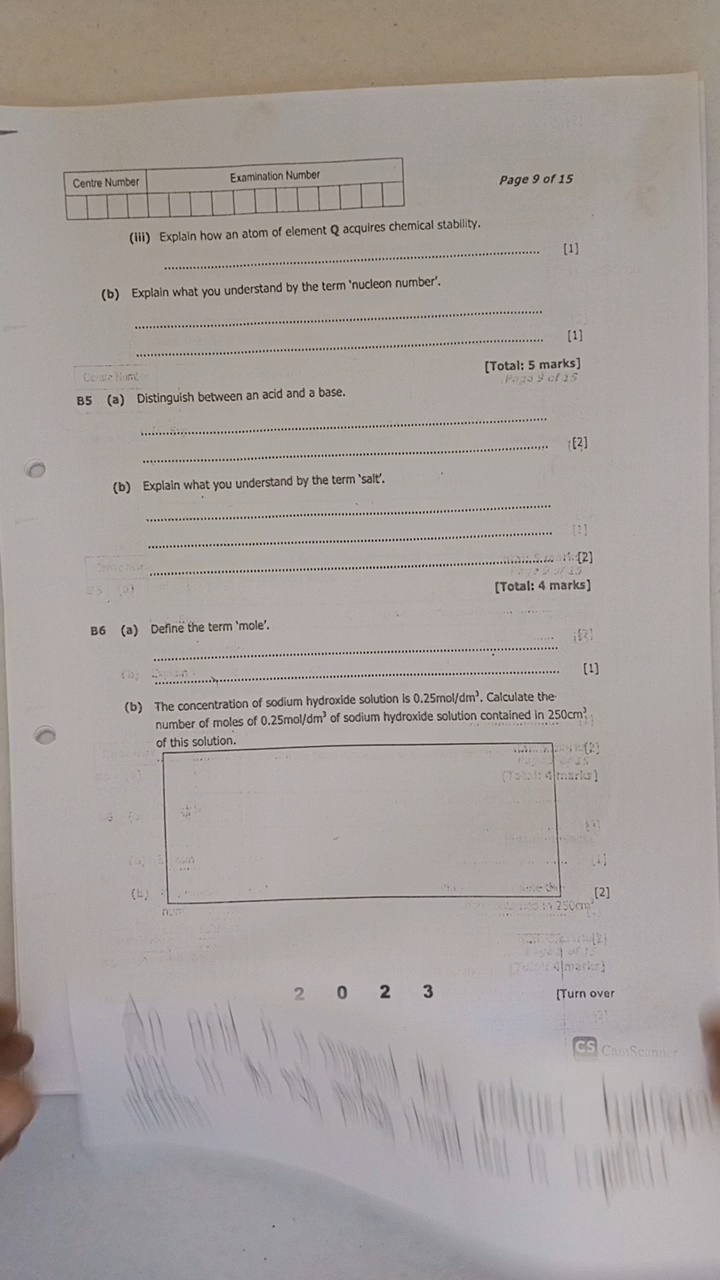 Centre Number Examination Number
Page 9 of 15
(iii) Explain how an atom of element Q acquires chemical stability.
[1]
(b) Explain what you understand by the term 'nucleon number'.
[1]
[Total: 5 marks]
Page 9 of 15
B5 (a) Distinguish between an acid and a base.
[2]
(b) Explain what you understand by the term 'salt'.
[1]
[2]
[Total: 4 marks]
B6 (a) Define the term 'mole'.
[1]
(b) The concentration of sodium hydroxide solution is 0.25mol/dm³. Calculate the
number of moles of 0.25mol/dm³ of sodium hydroxide solution contained in 250cm³
of this solution.
[2]
2 0 2 3
[Turn over
CS CamScanner